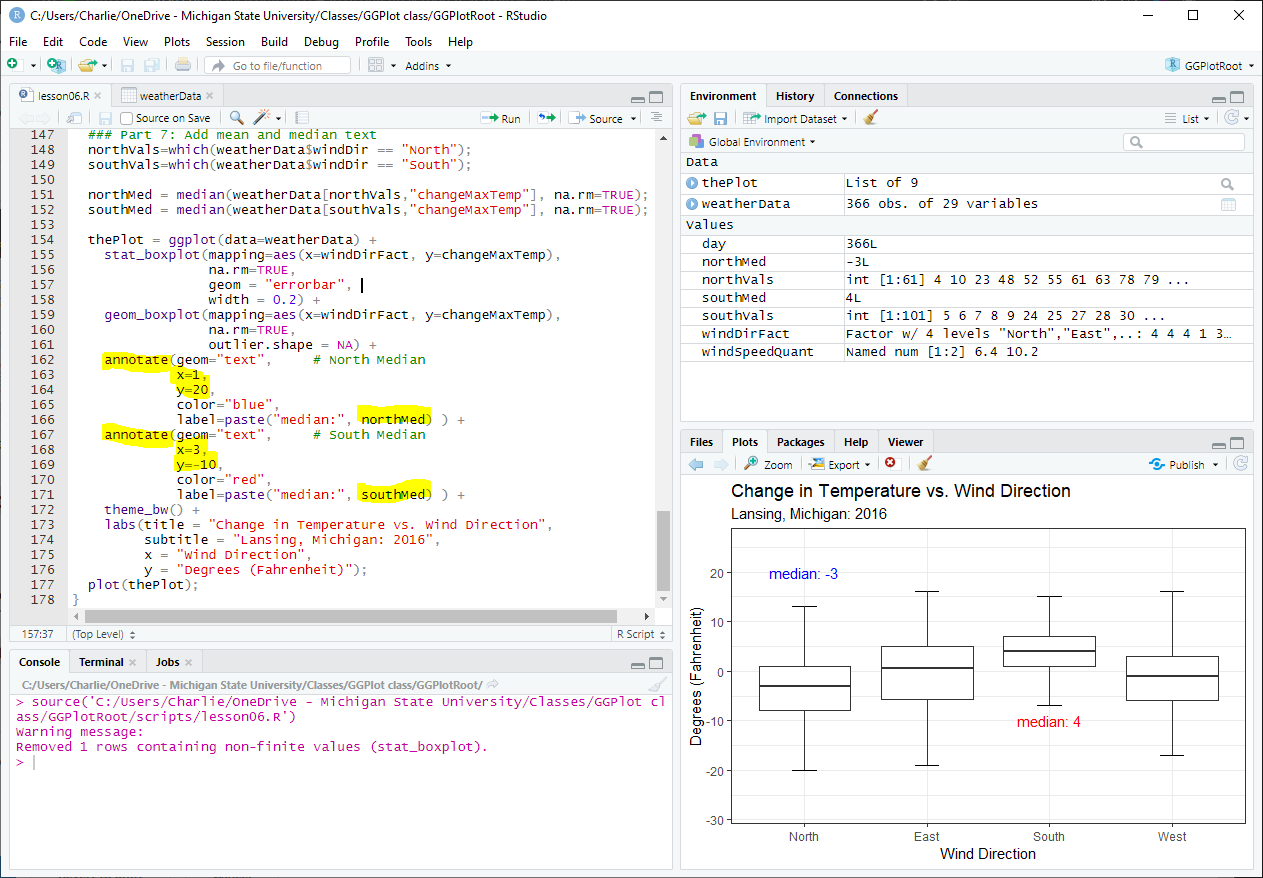 C:/Users/Charlie/OneDrive - Michigan State University/Classes/GGPlot class/GGPlotRoot - RStudio
File Edit Code View Plots Session Build Debug Profile Tools Help
Go to file/function Addins GGPlotRoot
lesson06.R weatherData
Source on Save Run Source
147 ### Part 7: Add mean and median text
148 northVals=which(weatherData$windDir == "North");
149 southVals=which(weatherData$windDir == "South");
150
151 northMed = median(weatherData[northVals,"changeMaxTemp"], na.rm=TRUE);
152 southMed = median(weatherData[southVals,"changeMaxTemp"], na.rm=TRUE);
153
154 thePlot = ggplot(data=weatherData) +
155 stat_boxplot(mapping=aes(x=windDirFact, y=changeMaxTemp),
156 na.rm=TRUE,
157 geom = "errorbar",
158 width = 0.2) +
159 geom_boxplot(mapping=aes(x=windDirFact, y=changeMaxTemp),
160 na.rm=TRUE,
161 outlier.shape = NA) +
162 annotate(geom="text", # North Median
163 x=1,
164 y=20,
165 color="blue",
166 label=paste("median:", northMed) ) +
167 annotate(geom="text", # South Median
168 x=3,
169 y=-10,
170 color="red",
171 label=paste("median:", southMed) ) +
172 theme_bw() +
173 labs(title = "Change in Temperature vs. Wind Direction",
174 subtitle = "Lansing, Michigan: 2016",
175 x = "Wind Direction",
176 y = "Degrees (Fahrenheit)");
177 plot(thePlot);
178 }
157:37 (Top Level) R Script
Console Terminal Jobs
C:/Users/Charlie/OneDrive - Michigan State University/Classes/GGPlot class/GGPlotRoot/
> source('C:/Users/Charlie/OneDrive - Michigan State University/Classes/GGPlot cl
ass/GGPlotRoot/scripts/lesson06.R')
Warning message:
Removed 1 rows containing non-finite values (stat_boxplot).
>
Environment History Connections
Import Dataset List
Global Environment
Data
thePlot List of 9
weatherData 366 obs. of 29 variables
Values
day 366L
northMed -3L
northVals int [1:61] 4 10 23 48 52 55 61 63 78 79 ...
southMed 4L
southVals int [1:101] 5 6 7 8 9 24 25 27 28 30 ...
windDirFact Factor w/ 4 levels "North","East",..: 4 4 4 1 3…
windSpeedQuant Named num [1:2] 6.4 10.2
Files Plots Packages Help Viewer
Zoom Export Publish
Change in Temperature vs. Wind Direction
Lansing, Michigan: 2016
Degrees (Fahrenheit)
20
10
0
-10
-20
-30
median: -3
median: 4
North East South West
Wind Direction